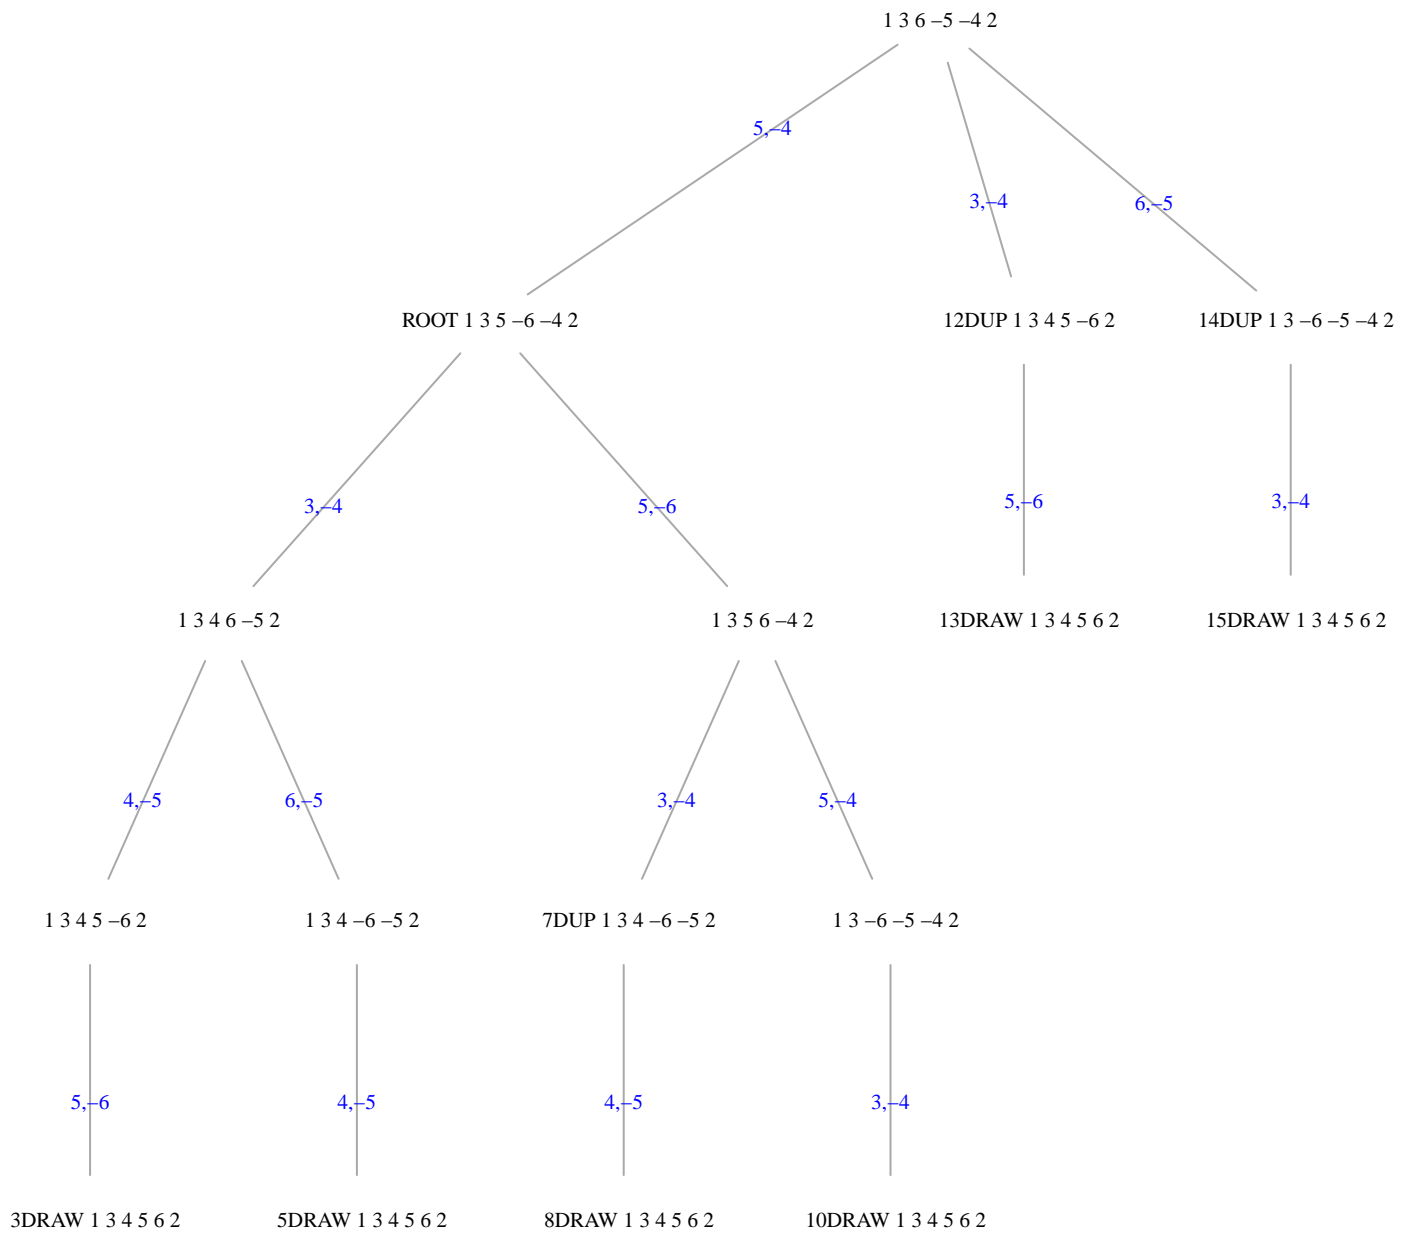 1 3 6 –5 –4 2
5,–4
3,–4
6,–5
ROOT 1 3 5 –6 –4 2
12DUP 1 3 4 5 –6 2
14DUP 1 3 –6 –5 –4 2
3,–4
5,–6
5,–6
3,–4
1 3 4 6 –5 2
1 3 5 6 –4 2
13DRAW 1 3 4 5 6 2
15DRAW 1 3 4 5 6 2
4,–5
6,–5
3,–4
5,–4
1 3 4 5 –6 2
1 3 4 –6 –5 2
7DUP 1 3 4 –6 –5 2
1 3 –6 –5 –4 2
5,–6
4,–5
4,–5
3,–4
3DRAW 1 3 4 5 6 2
5DRAW 1 3 4 5 6 2
8DRAW 1 3 4 5 6 2
10DRAW 1 3 4 5 6 2